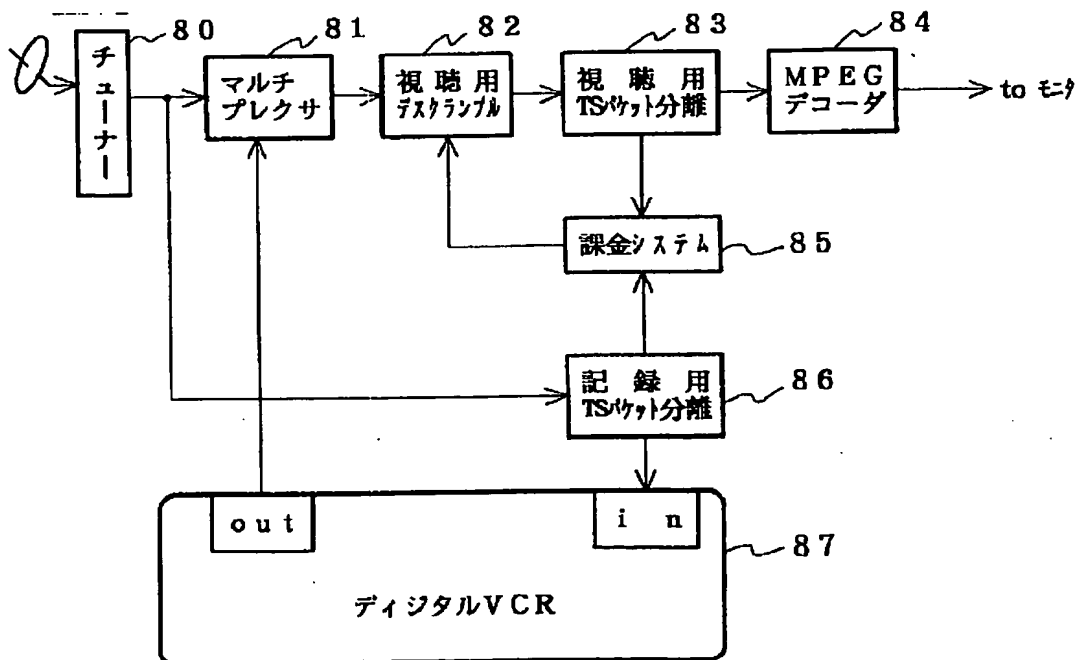 80
チューナー
81
マルチ
プレクサ
82
視聴用
デスクランブル
83
視聴用
TSパケット分離
84
MPEG
デコーダ
to モニタ
課金システム
85
記録用
TSパケット分離
86
out
in
87
ディジタルVCR